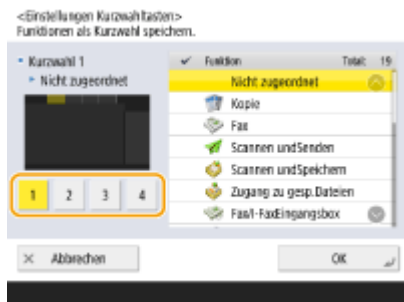 <Einstellungen Kurzwahltasten>
Funktionen als Kurzwahl speichern.
Kurzwahl 1
Nicht zugeordnet
1 2 3 4
✓ Funktion Total: 19
Nicht zugeordnet
Kopie
Fax
Scannen undSenden
Scannen undSpeichern
Zugang zu gesp.Dateien
Fax/I-FaxEingangsbox
× Abbrechen
OK